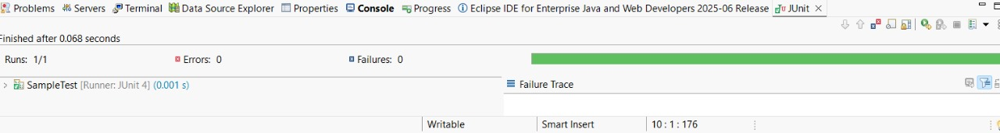 Problems Servers Terminal Data Source Explorer Properties Console Progress Eclipse IDE for Enterprise Java and Web Developers 2025-06 Release JUnit
Finished after 0.068 seconds
Runs: 1/1 Errors: 0 Failures: 0
SampleTest [Runner: JUnit 4] (0.001 s) Failure Trace
Writable Smart Insert 10 : 1 : 176